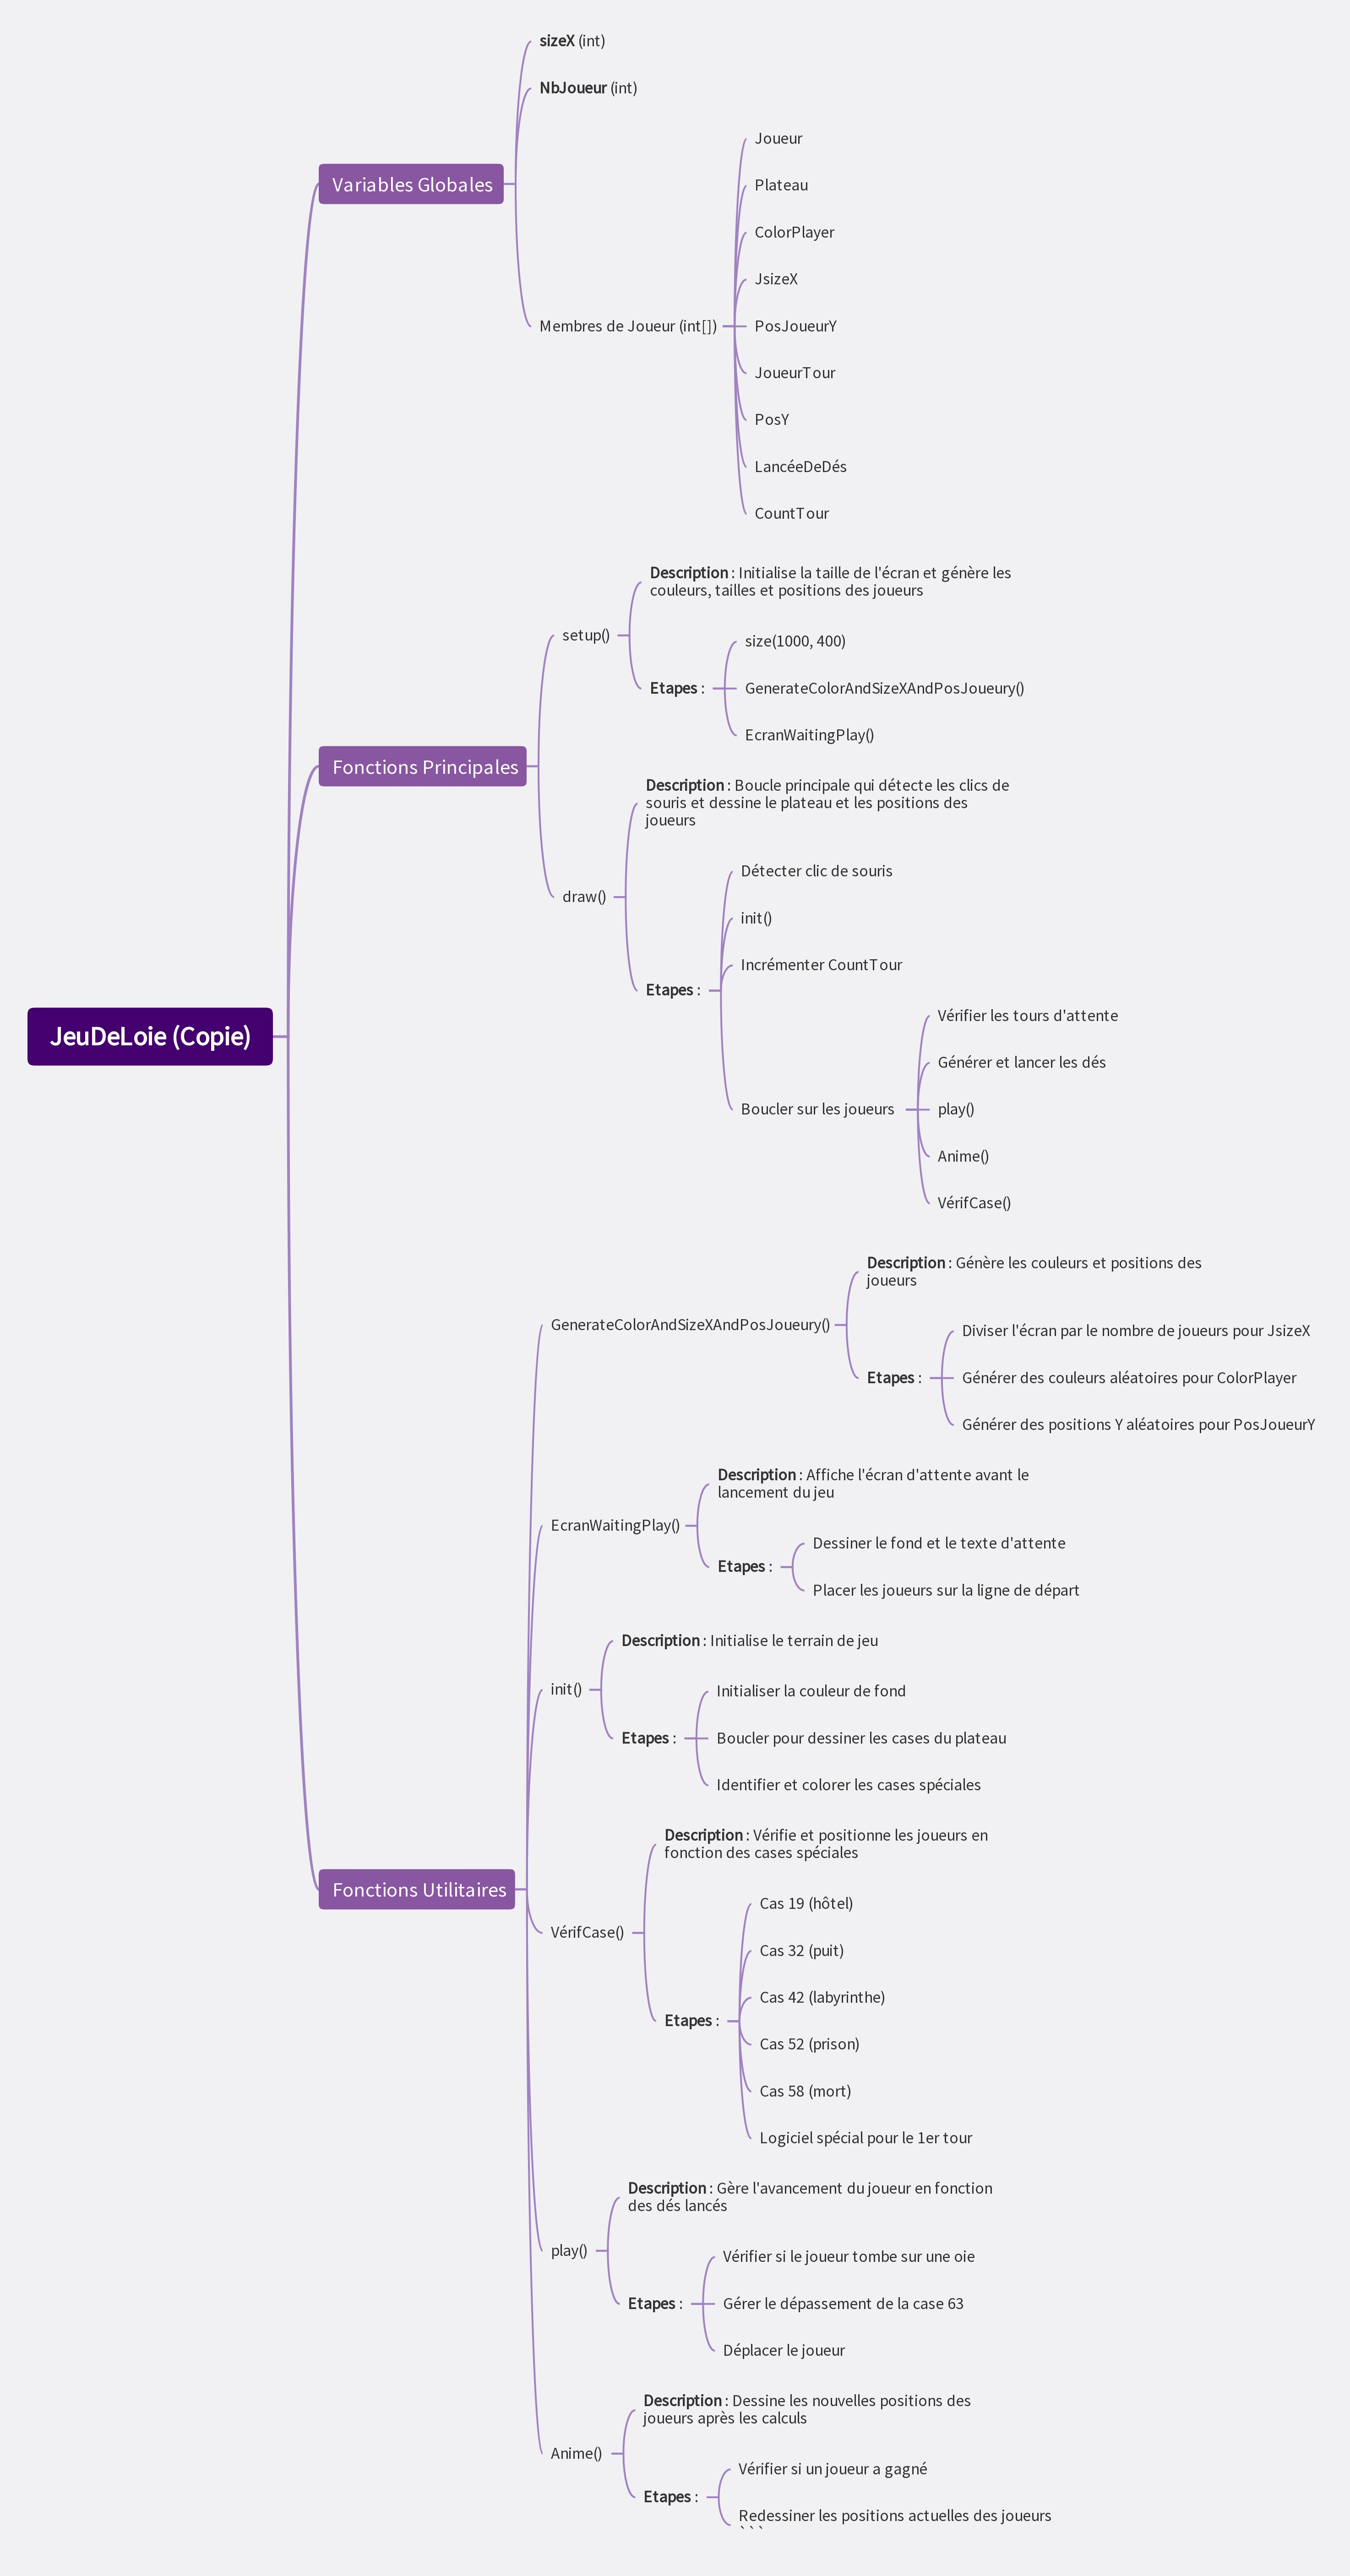 sizeX (int)
NbJoueur (int)
Joueur
Plateau
Variables Globales
ColorPlayer
JsizeX
Membres de Joueur (int[])
PosJoueurY
JoueurTour
PosY
LancéeDeDés
CountTour
Description : Initialise la taille de l'écran et génère les
couleurs, tailles et positions des joueurs
setup()
size(1000, 400)
Etapes :
GenerateColorAndSizeXAndPosJoueury()
EcranWaitingPlay()
Fonctions Principales
Description : Boucle principale qui détecte les clics de
souris et dessine le plateau et les positions des
joueurs
Détecter clic de souris
draw()
init()
Incrémenter CountTour
Etapes :
JeuDeLoie (Copie)
Vérifier les tours d'attente
Générer et lancer les dés
Boucler sur les joueurs
play()
Anime()
VérifCase()
Description : Génère les couleurs et positions des
joueurs
GenerateColorAndSizeXAndPosJoueury()
Diviser l'écran par le nombre de joueurs pour JsizeX
Etapes :
Générer des couleurs aléatoires pour ColorPlayer
Générer des positions Y aléatoires pour PosJoueurY
Description : Affiche l'écran d'attente avant le
lancement du jeu
EcranWaitingPlay()
Dessiner le fond et le texte d'attente
Etapes :
Placer les joueurs sur la ligne de départ
Description : Initialise le terrain de jeu
init()
Initialiser la couleur de fond
Etapes :
Boucler pour dessiner les cases du plateau
Identifier et colorer les cases spéciales
Description : Vérifie et positionne les joueurs en
fonction des cases spéciales
Fonctions Utilitaires
Cas 19 (hôtel)
VérifCase()
Cas 32 (puit)
Cas 42 (labyrinthe)
Etapes :
Cas 52 (prison)
Cas 58 (mort)
Logiciel spécial pour le 1er tour
Description : Gère l'avancement du joueur en fonction
des dés lancés
play()
Vérifier si le joueur tombe sur une oie
Etapes :
Gérer le dépassement de la case 63
Déplacer le joueur
Description : Dessine les nouvelles positions des
joueurs après les calculs
Anime()
Vérifier si un joueur a gagné
Etapes :
Redessiner les positions actuelles des joueurs
```